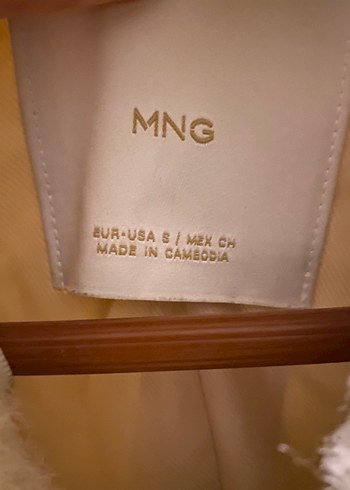 MNG
EUR·USA S / MEX CH
MADE IN CAMBODIA